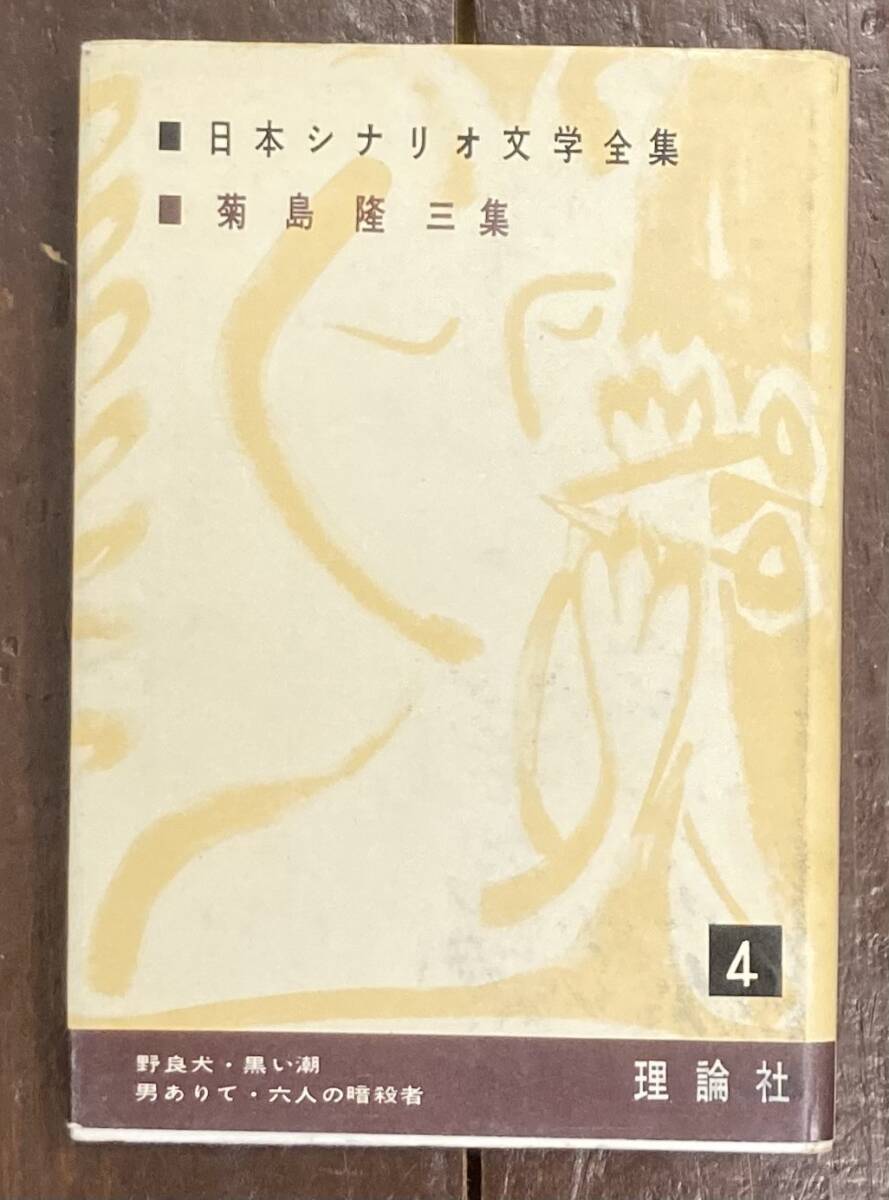 ■日本シナリオ文学全集
■菊島隆三集
4
野良犬・黒い潮
男ありて・六人の暗殺者
理論社